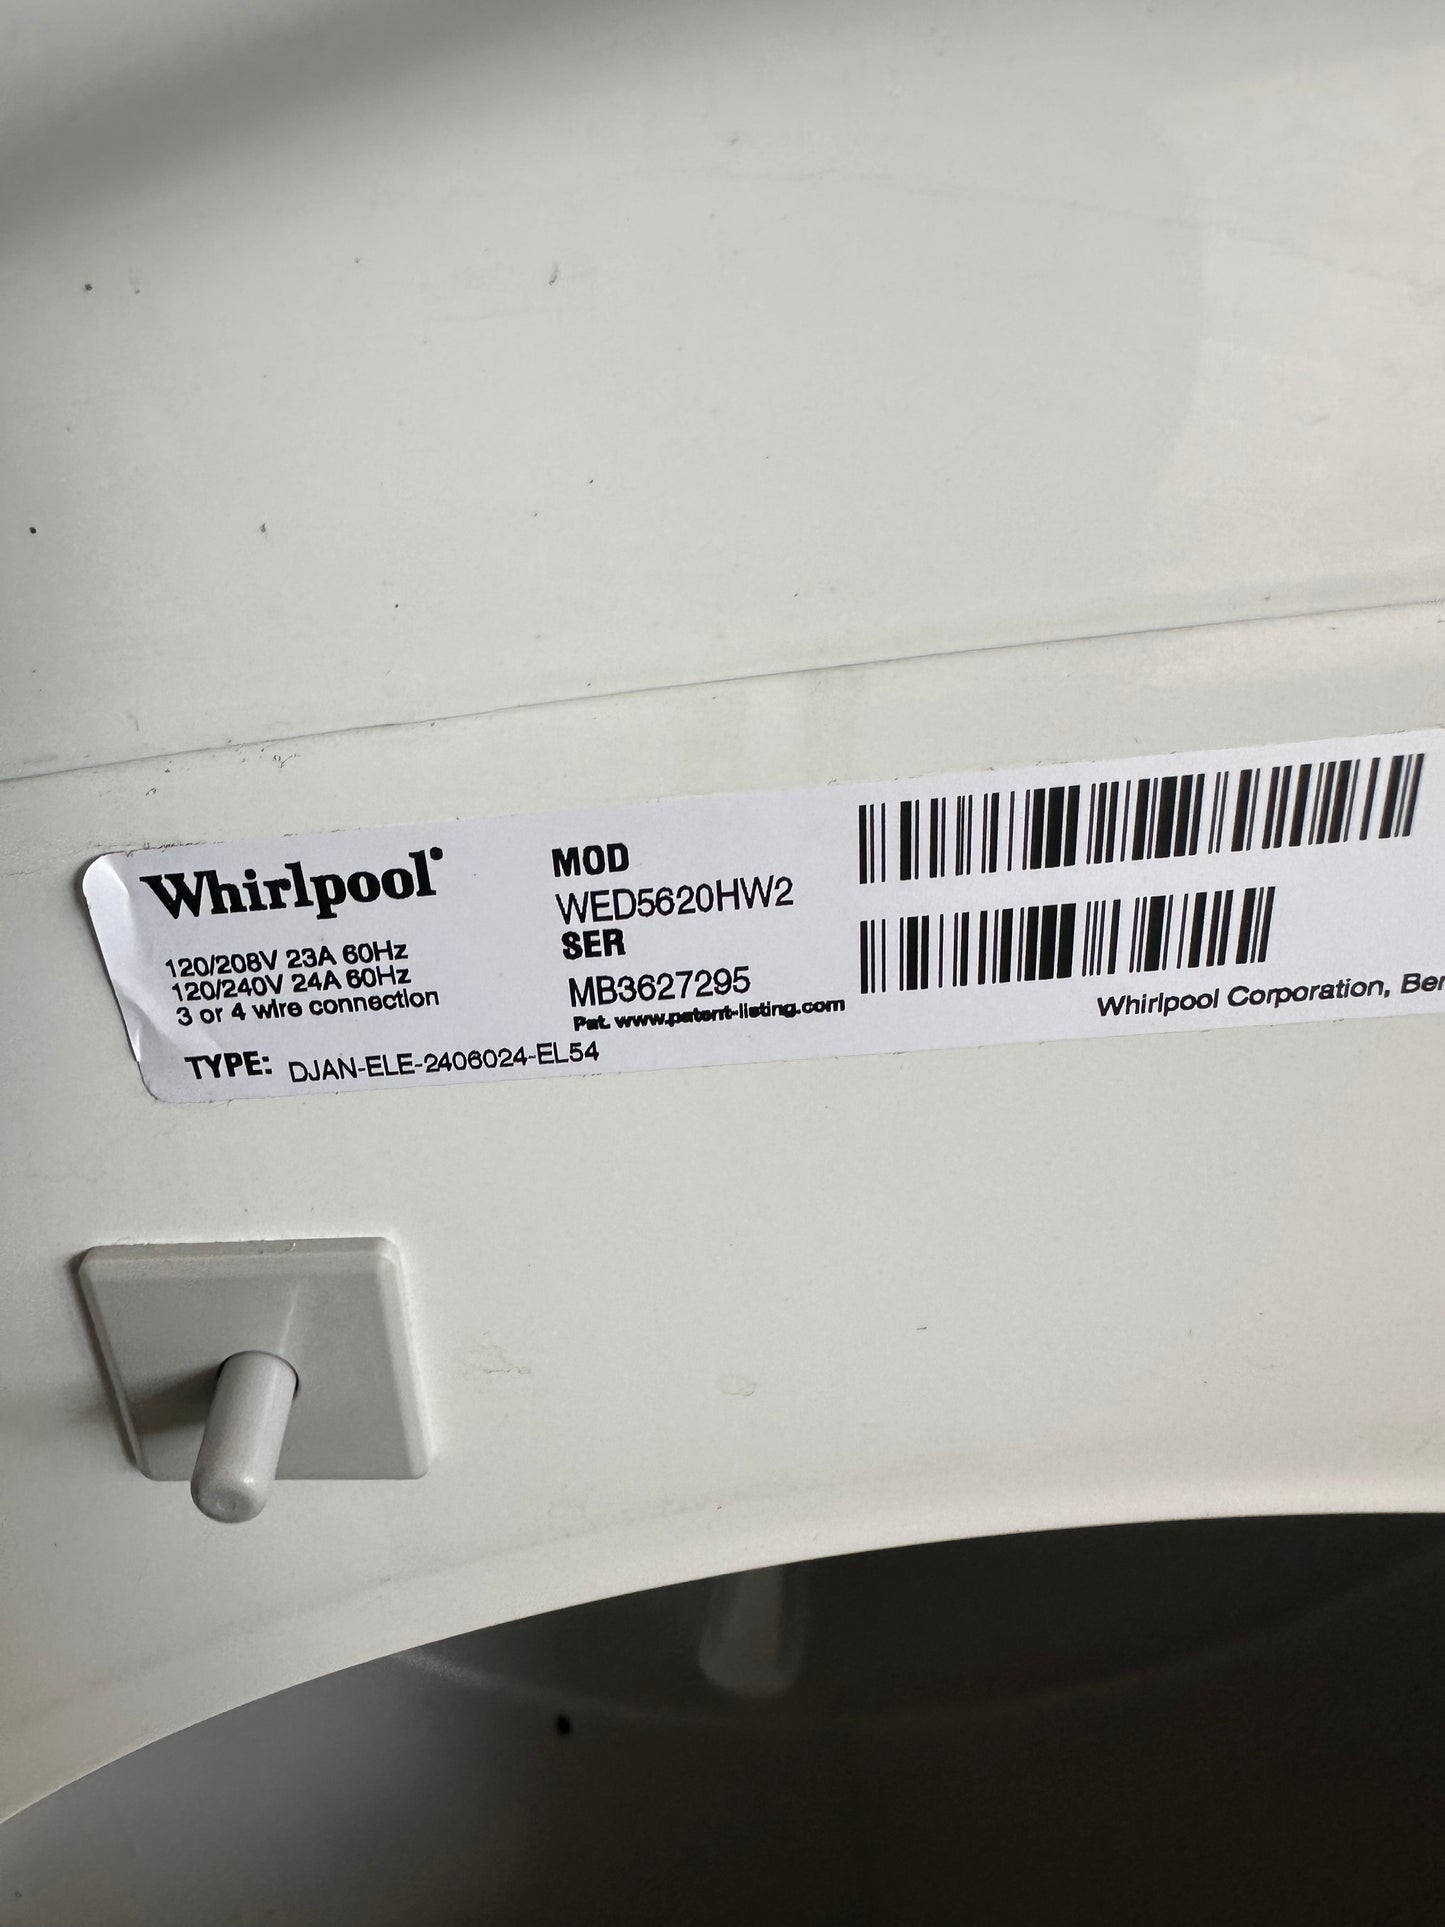 Whirlpool®
120/208V 23A 60Hz
120/240V 24A 60Hz
3 or 4 wire connection
TYPE: DJAN-ELE-2406024-EL54
MOD
WED5620HW2
SER
MB3627295
Pat. www.patent-listing.com
Whirlpool Corporation,